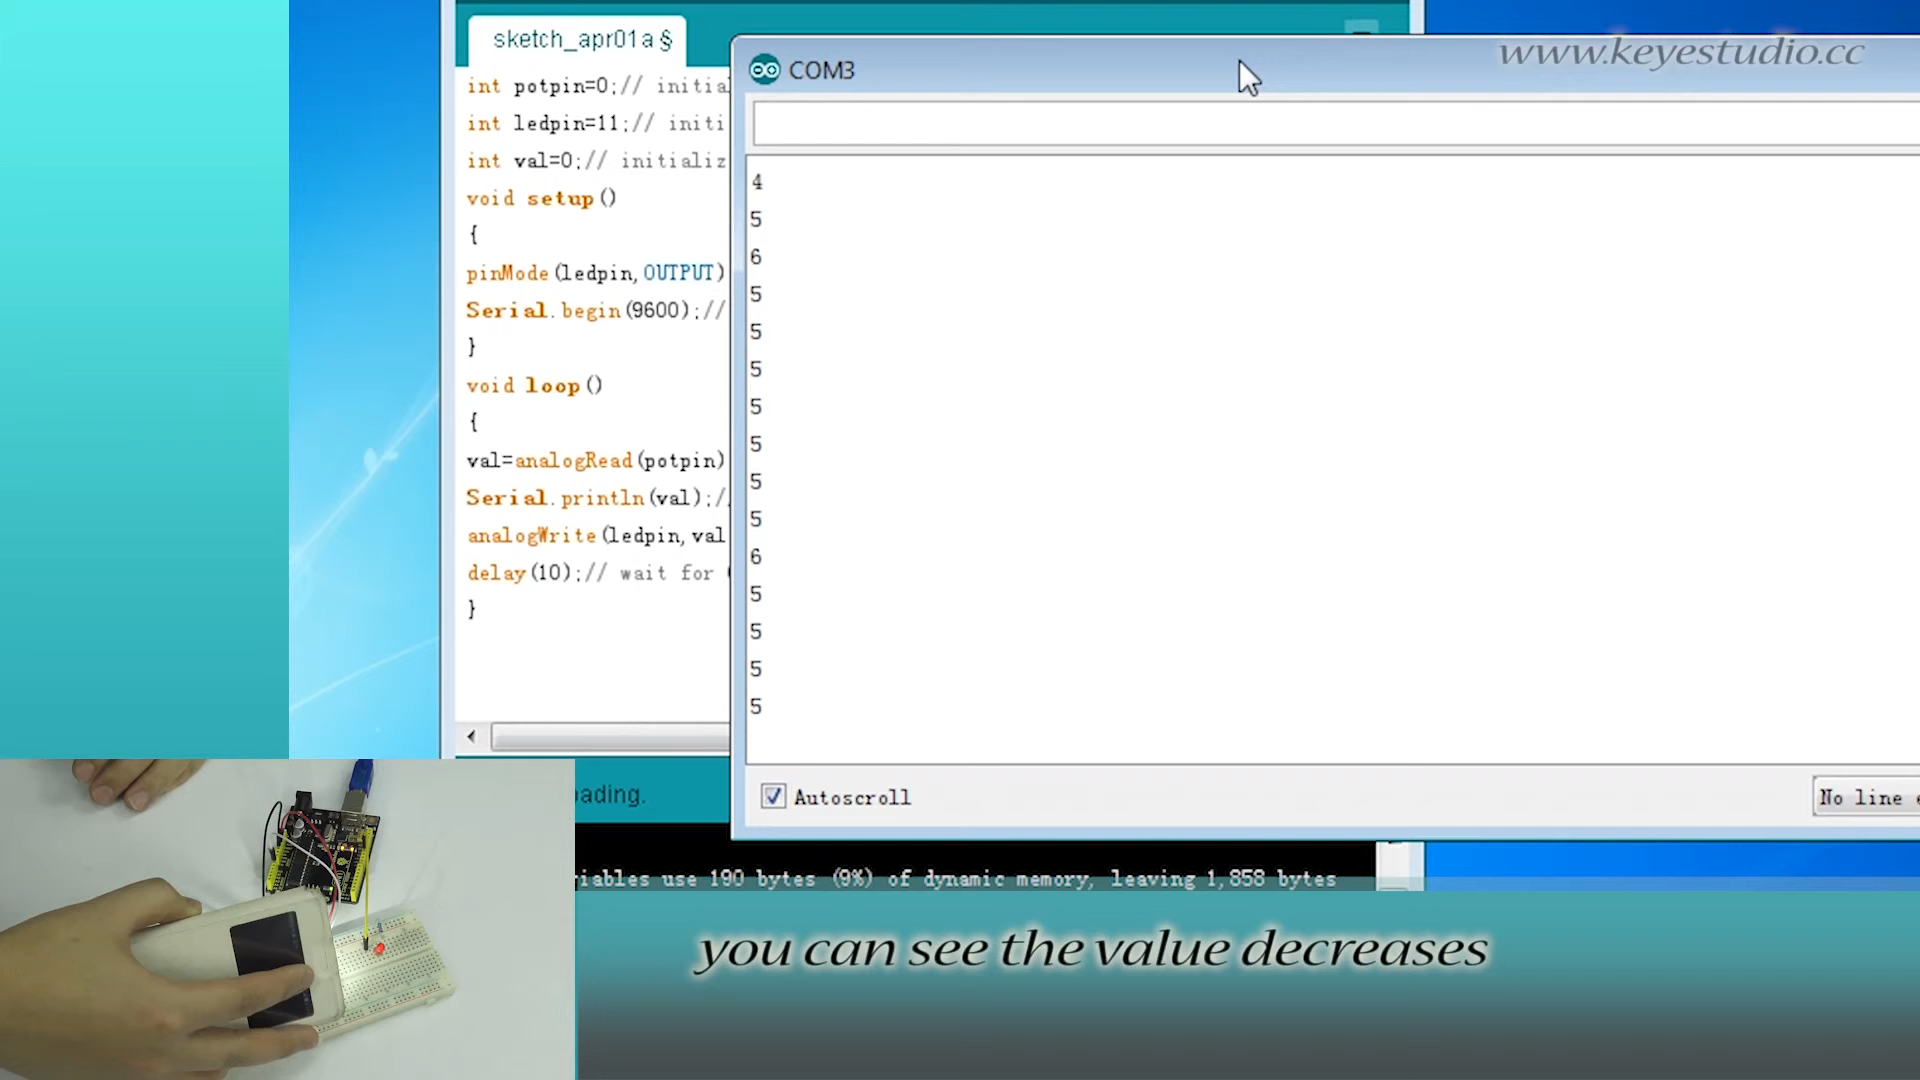 sketch_apr01a §
www.keyestudio.cc
COM3
int potpin=0;// initia
int ledpin=11;// initi
int val=0;// initializ
void setup()
{
pinMode(ledpin,OUTPUT)
Serial.begin(9600);//
}
void loop()
{
val=analogRead(potpin)
Serial.println(val);/
analogWrite(ledpin,val
delay(10);// wait for
}
4
5
6
5
5
5
5
5
5
5
6
5
5
5
5
Autoscroll
No line
ading.
iables use 190 bytes (9%) of dynamic memory, leaving 1,858 bytes
you can see the value decreases